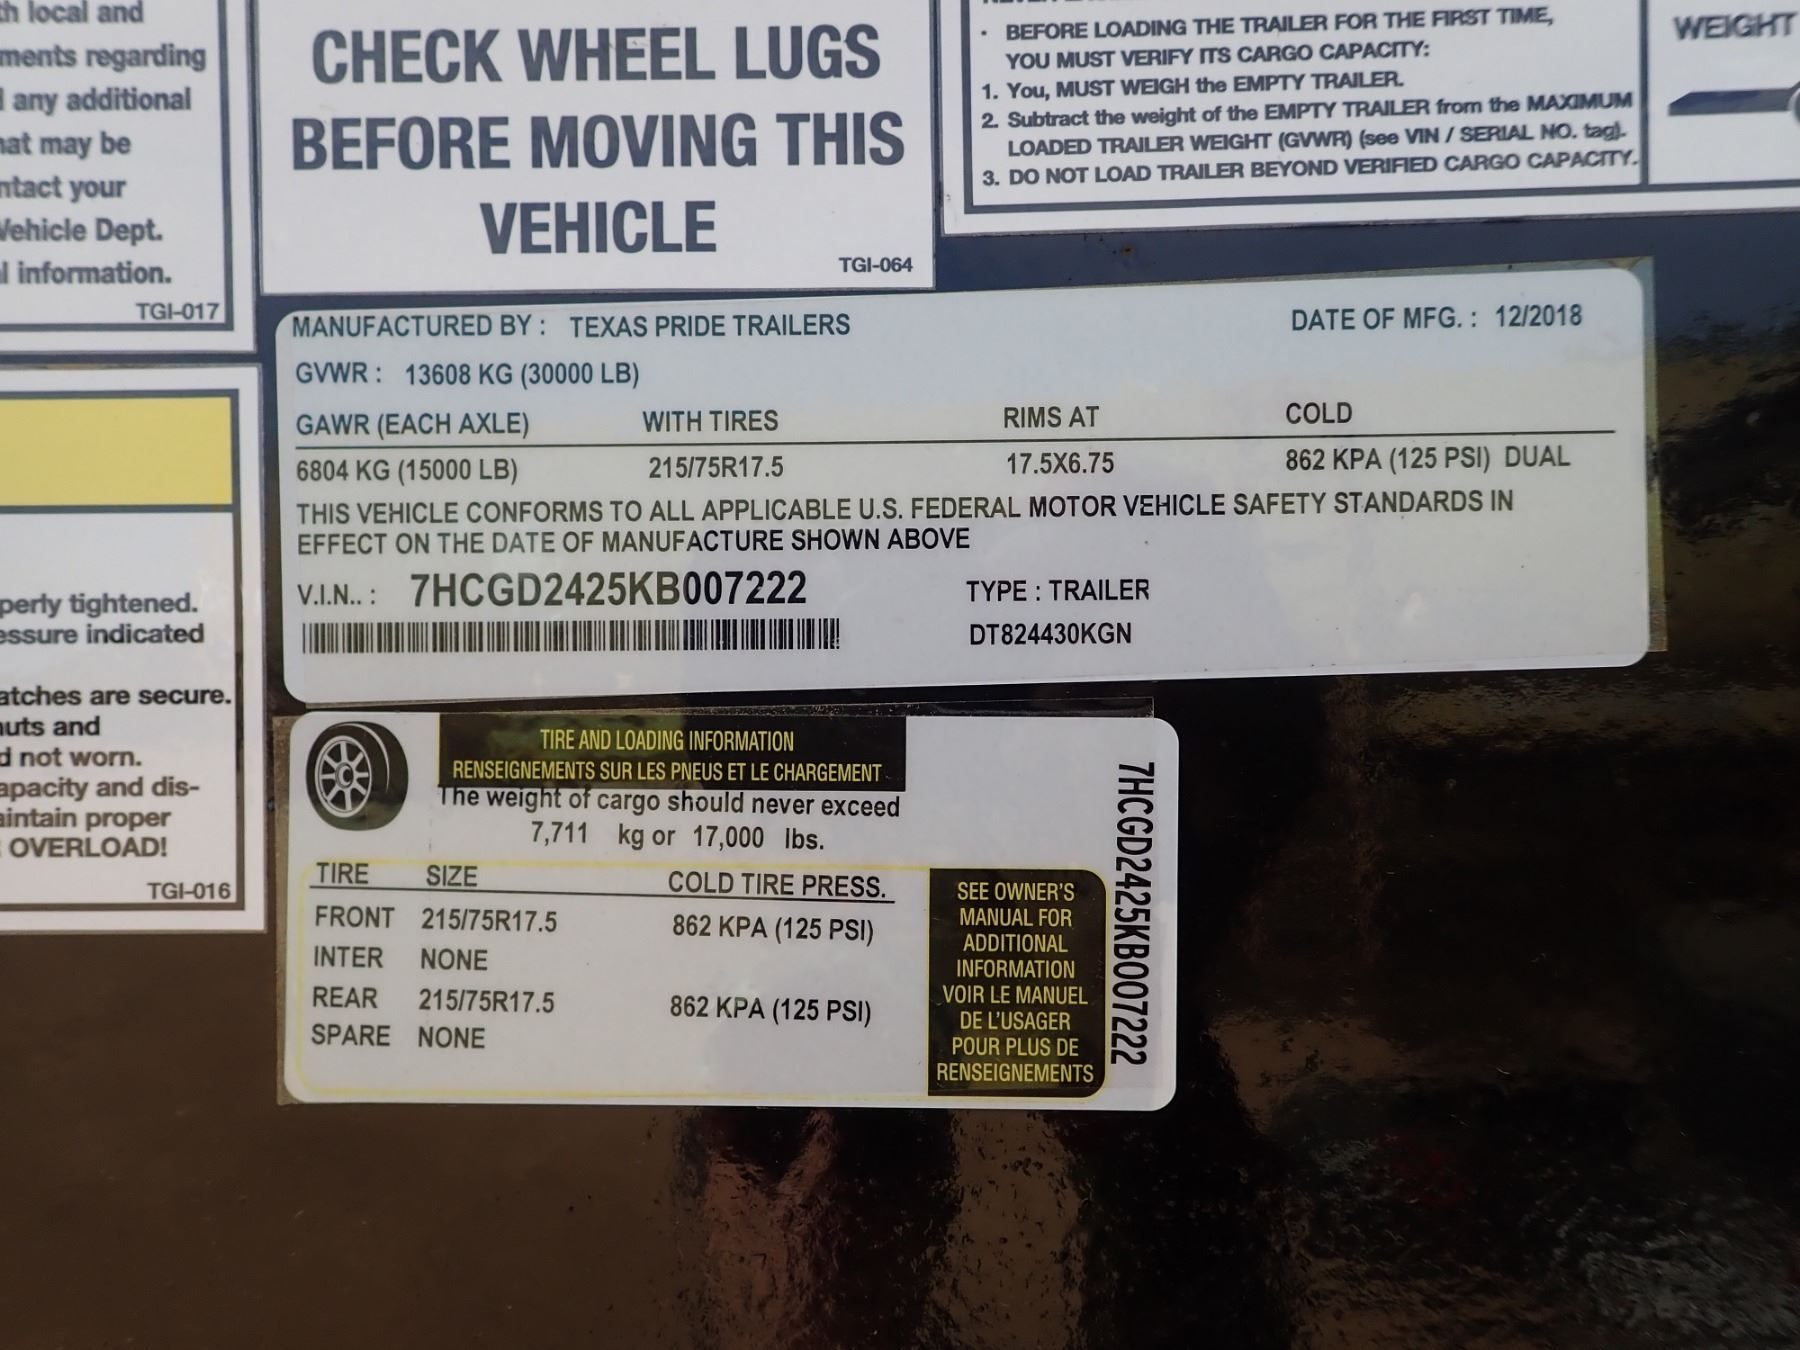 th local and
ments regarding
any additional
hat may be
ntact your
Vehicle Dept.
l information.
TGI-017
CHECK WHEEL LUGS
BEFORE MOVING THIS
VEHICLE
TGI-064
• BEFORE LOADING THE TRAILER FOR THE FIRST TIME,
YOU MUST VERIFY ITS CARGO CAPACITY:
1. You, MUST WEIGH the EMPTY TRAILER.
2. Subtract the weight of the EMPTY TRAILER from the MAXIMUM
LOADED TRAILER WEIGHT (GVWR) (see VIN / SERIAL NO. tag).
3. DO NOT LOAD TRAILER BEYOND VERIFIED CARGO CAPACITY.
WEIGHT
MANUFACTURED BY : TEXAS PRIDE TRAILERS DATE OF MFG. : 12/2018
GVWR : 13608 KG (30000 LB)
GAWR (EACH AXLE) WITH TIRES RIMS AT COLD
6804 KG (15000 LB) 215/75R17.5 17.5X6.75 862 KPA (125 PSI) DUAL
THIS VEHICLE CONFORMS TO ALL APPLICABLE U.S. FEDERAL MOTOR VEHICLE SAFETY STANDARDS IN
EFFECT ON THE DATE OF MANUFACTURE SHOWN ABOVE
V.I.N.. : 7HCGD2425KB007222 TYPE : TRAILER
DT824430KGN
perly tightened.
essure indicated
atches are secure.
nuts and
d not worn.
apacity and dis-
aintain proper
OVERLOAD!
TGI-016
TIRE AND LOADING INFORMATION
RENSEIGNEMENTS SUR LES PNEUS ET LE CHARGEMENT
The weight of cargo should never exceed
7,711 kg or 17,000 lbs.
TIRE SIZE COLD TIRE PRESS.
FRONT 215/75R17.5 862 KPA (125 PSI)
INTER NONE
REAR 215/75R17.5 862 KPA (125 PSI)
SPARE NONE
SEE OWNER'S
MANUAL FOR
ADDITIONAL
INFORMATION
VOIR LE MANUEL
DE L'USAGER
POUR PLUS DE
RENSEIGNEMENTS
7HCGD2425KB007222